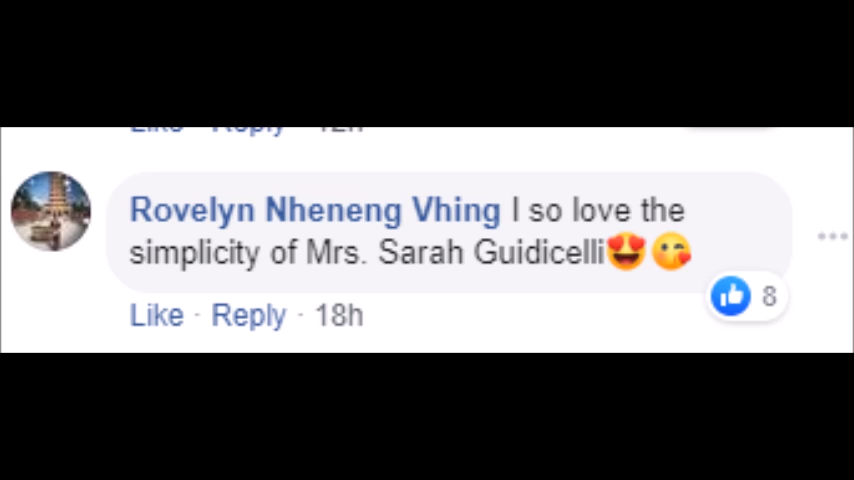 Rovelyn Nheneng Vhing I so love the
simplicity of Mrs. Sarah Guidicelli😍😘
8
Like · Reply · 18h